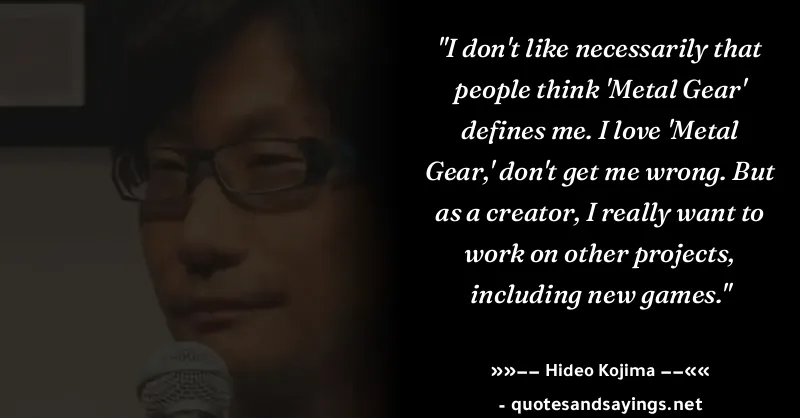 "I don't like necessarily that
people think 'Metal Gear'
defines me. I love 'Metal
Gear,' don't get me wrong. But
as a creator, I really want to
work on other projects,
including new games."
»»−− Hideo Kojima −−««
- quotesandsayings.net